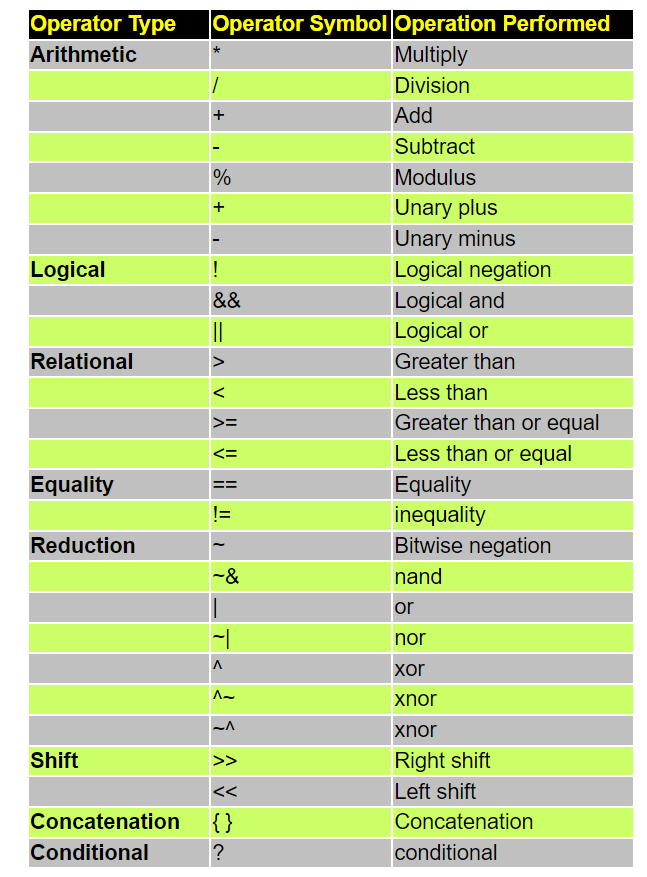 Operator Type Operator Symbol Operation Performed
Arithmetic * Multiply
/ Division
+ Add
- Subtract
% Modulus
+ Unary plus
- Unary minus
Logical ! Logical negation
&& Logical and
|| Logical or
Relational > Greater than
< Less than
>= Greater than or equal
<= Less than or equal
Equality == Equality
!= inequality
Reduction ~ Bitwise negation
~& nand
| or
~| nor
^ xor
^~ xnor
~^ xnor
Shift >> Right shift
<< Left shift
Concatenation { } Concatenation
Conditional ? conditional